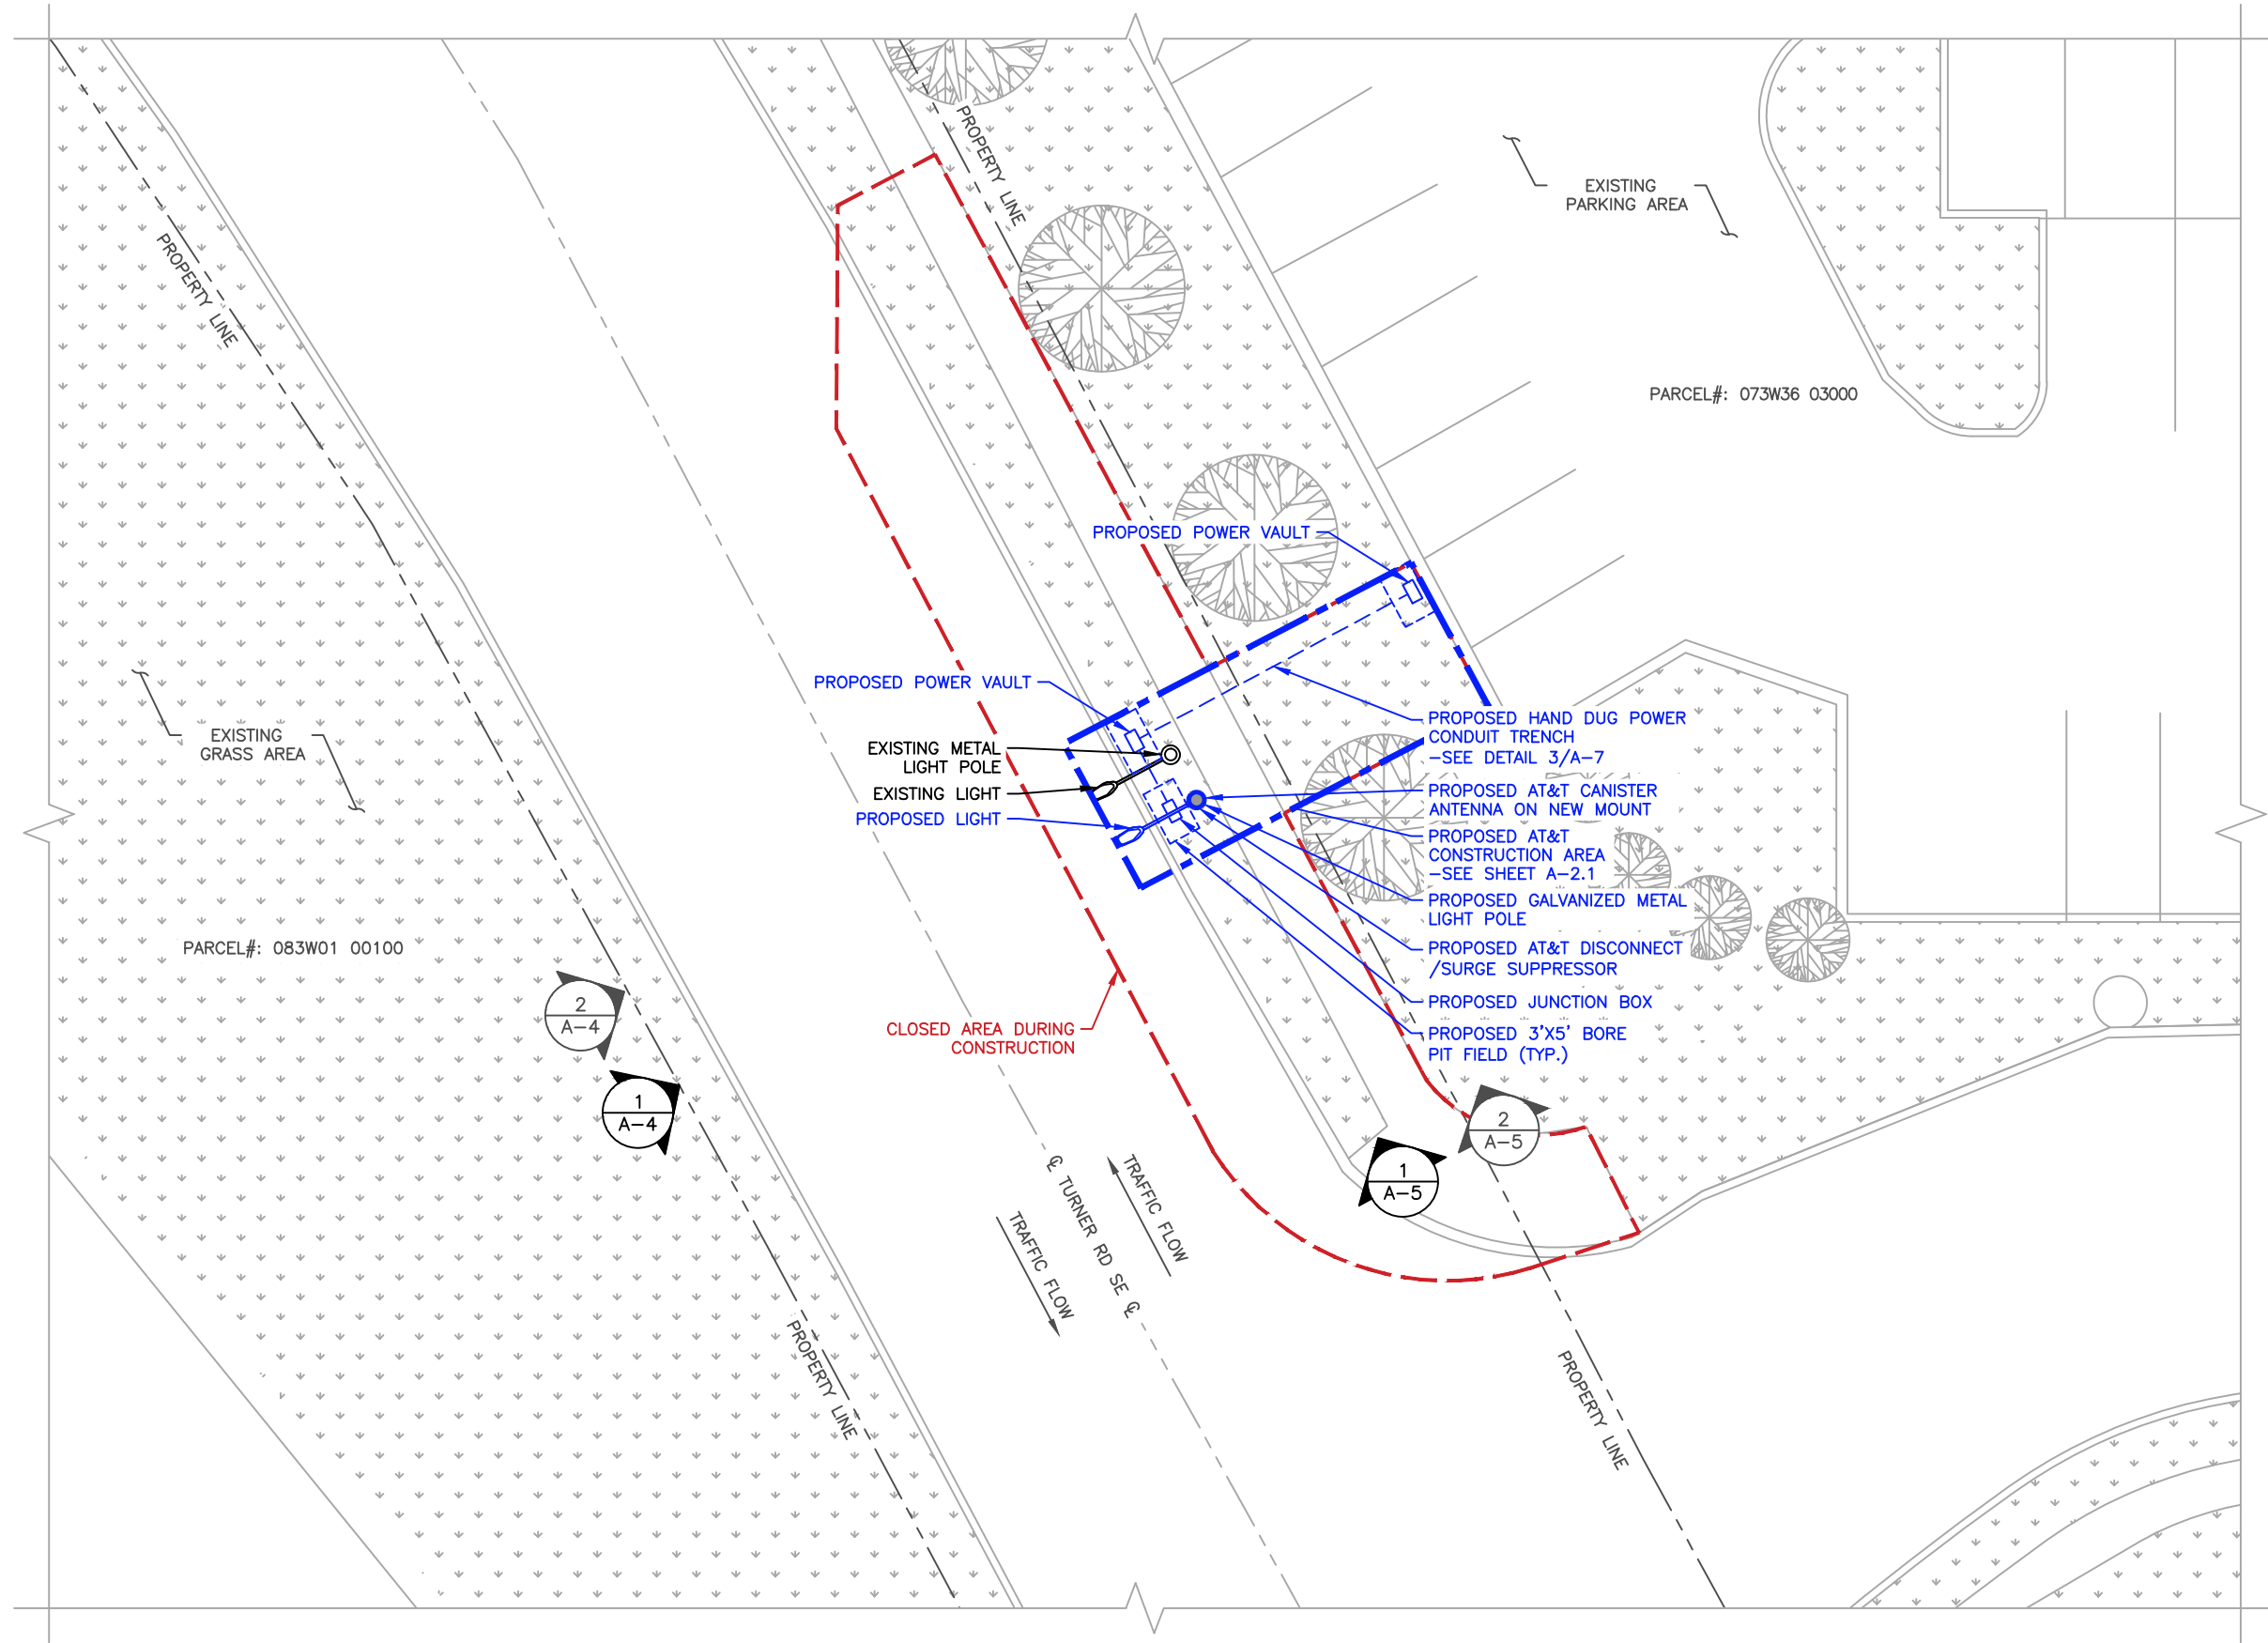 PROPERTY LINE
PROPERTY LINE
EXISTING
PARKING AREA
PARCEL#: 073W36 03000
PROPOSED POWER VAULT
PROPOSED POWER VAULT
EXISTING METAL
LIGHT POLE
EXISTING LIGHT
PROPOSED LIGHT
EXISTING
GRASS AREA
PROPOSED HAND DUG POWER
CONDUIT TRENCH
-SEE DETAIL 3/A-7
PROPOSED AT&T CANISTER
ANTENNA ON NEW MOUNT
PROPOSED AT&T
CONSTRUCTION AREA
-SEE SHEET A-2.1
PROPOSED GALVANIZED METAL
LIGHT POLE
PROPOSED AT&T DISCONNECT
/SURGE SUPPRESSOR
PROPOSED JUNCTION BOX
PROPOSED 3'X5' BORE
PIT FIELD (TYP.)
PARCEL#: 083W01 00100
2
A-4
1
A-4
CLOSED AREA DURING
CONSTRUCTION
2
A-5
1
A-5
℄ TURNER RD SE ℄
TRAFFIC FLOW
TRAFFIC FLOW
PROPERTY LINE
PROPERTY LINE